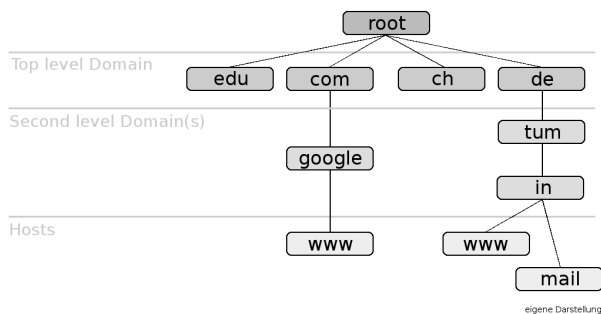 root
Top level Domain
edu com ch de
Second level Domain(s)
tum
google
in
Hosts
www www
mail
eigene Darstellung